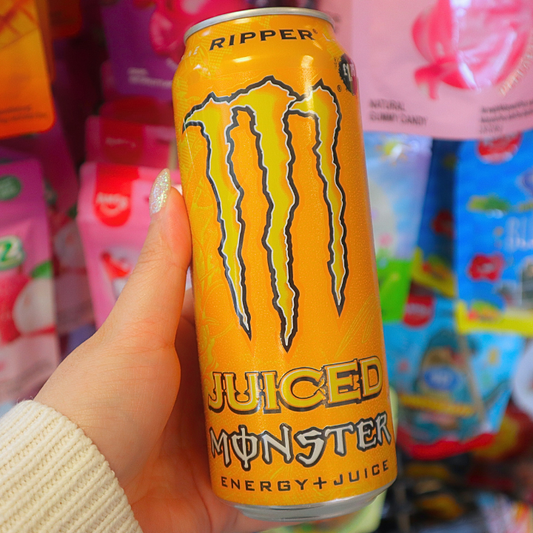 RIPPER
JUICED
MONSTER
ENERGY+JUICE
NATURAL
GUMMY CANDY